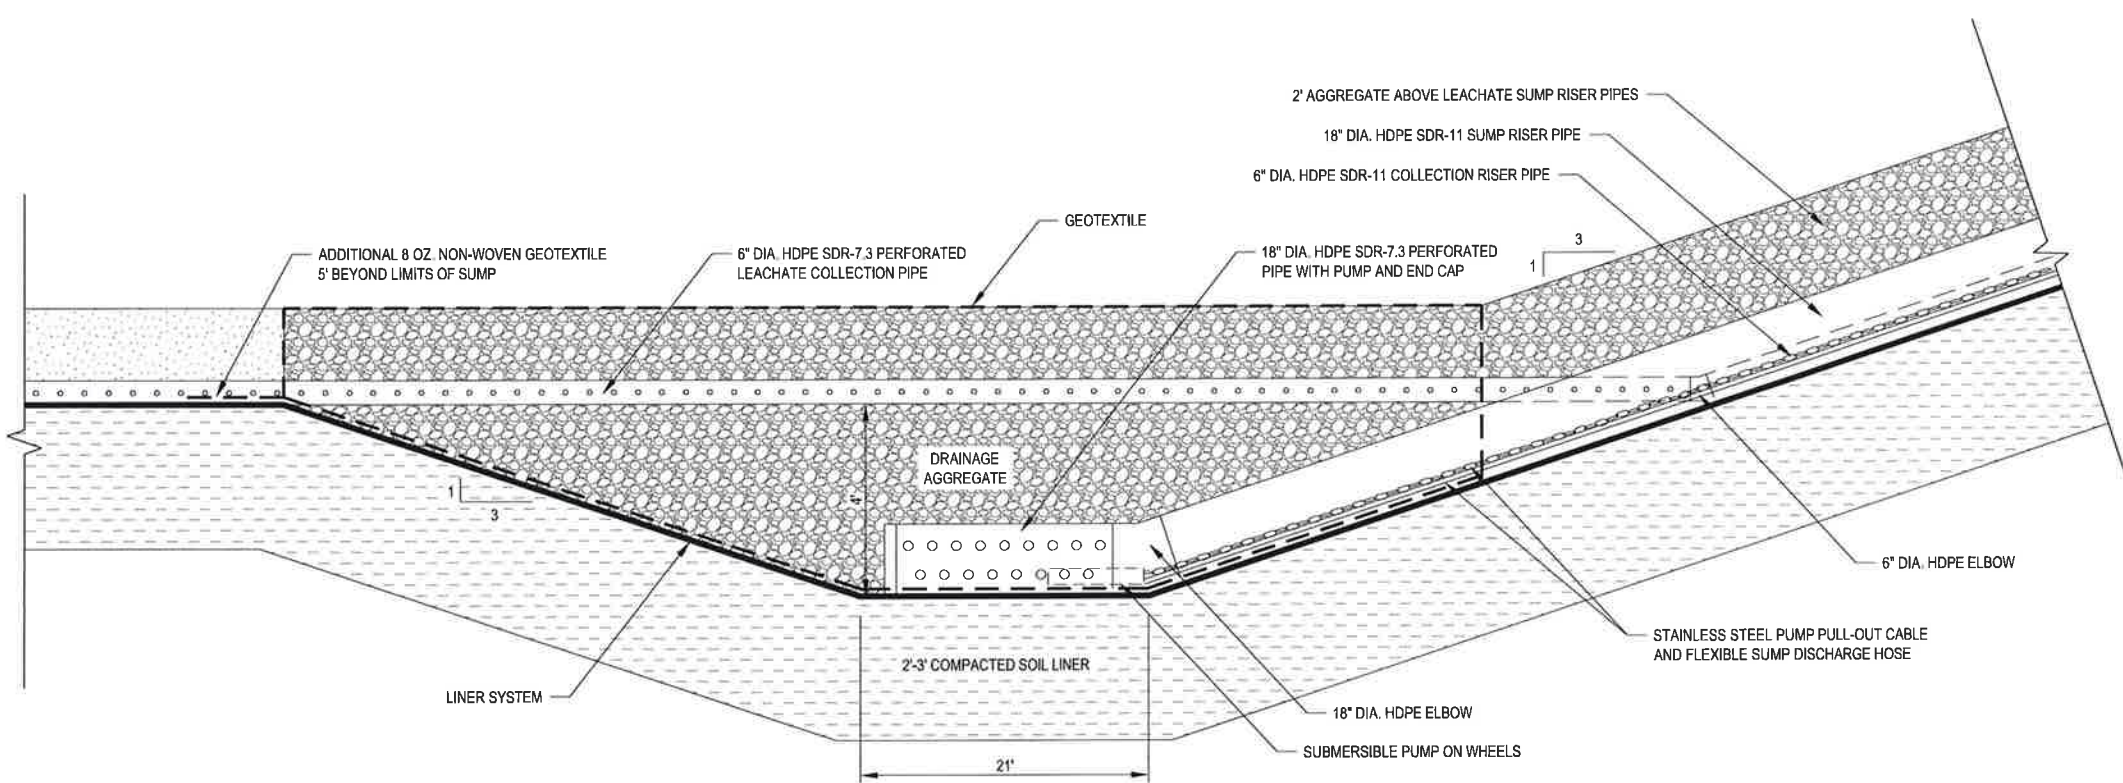 2' AGGREGATE ABOVE LEACHATE SUMP RISER PIPES
18" DIA. HDPE SDR-11 SUMP RISER PIPE
6" DIA. HDPE SDR-11 COLLECTION RISER PIPE
GEOTEXTILE
ADDITIONAL 8 OZ. NON-WOVEN GEOTEXTILE
5' BEYOND LIMITS OF SUMP
6" DIA. HDPE SDR-7.3 PERFORATED
LEACHATE COLLECTION PIPE
18" DIA. HDPE SDR-7.3 PERFORATED
PIPE WITH PUMP AND END CAP
3
1
DRAINAGE
AGGREGATE
4'
1
3
6" DIA. HDPE ELBOW
STAINLESS STEEL PUMP PULL-OUT CABLE
AND FLEXIBLE SUMP DISCHARGE HOSE
2'-3' COMPACTED SOIL LINER
LINER SYSTEM
18" DIA. HDPE ELBOW
SUBMERSIBLE PUMP ON WHEELS
21'